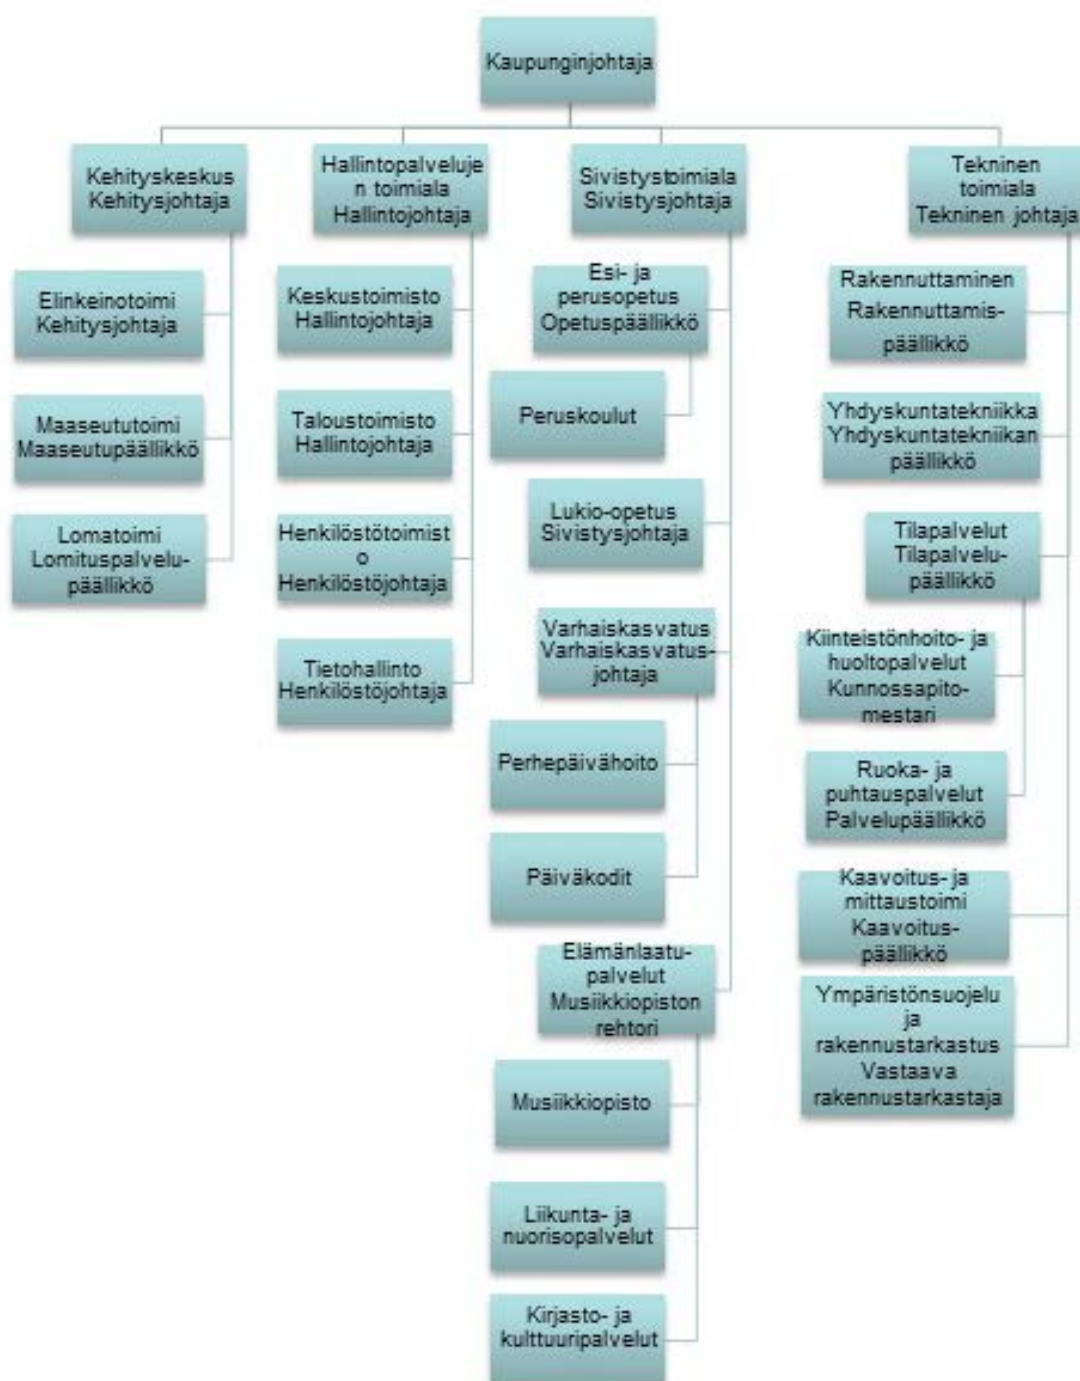 Kaupunginjohtaja
Kehityskeskus
Kehitysjohtaja
Elinkeinotoimi
Kehitysjohtaja
Maaseututoimi
Maaseutupäällikkö
Lomatoimi
Lomituspalvelu-
päällikkö
Hallintopalveluje
n toimiala
Hallintojohtaja
Keskustoimisto
Hallintojohtaja
Taloustoimisto
Hallintojohtaja
Henkilöstötoimist
o
Henkilöstöjohtaja
Tietohallinto
Henkilöstöjohtaja
Sivistystoimiala
Sivistysjohtaja
Esi- ja
perusopetus
Opetuspäällikkö
Peruskoulut
Lukio-opetus
Sivistysjohtaja
Varhaiskasvatus
Varhaiskasvatus-
johtaja
Perhepäivähoito
Päiväkodit
Elämänlaatu-
palvelut
Musiikkiopiston
rehtori
Musiikkiopisto
Liikunta- ja
nuorisopalvelut
Kirjasto- ja
kulttuuripalvelut
Tekninen
toimiala
Tekninen johtaja
Rakennuttaminen
Rakennuttamis-
päällikkö
Yhdyskuntatekniikka
Yhdyskuntatekniikan
päällikkö
Tilapalvelut
Tilapalvelu-
päällikkö
Kiinteistönhoito- ja
huoltopalvelut
Kunnossapito-
mestari
Ruoka- ja
puhtauspalvelut
Palvelupäällikkö
Kaavoitus- ja
mittaustoimi
Kaavoitus-
päällikkö
Ympäristönsuojelu
ja
rakennustarkastus
Vastaava
rakennustarkastaja